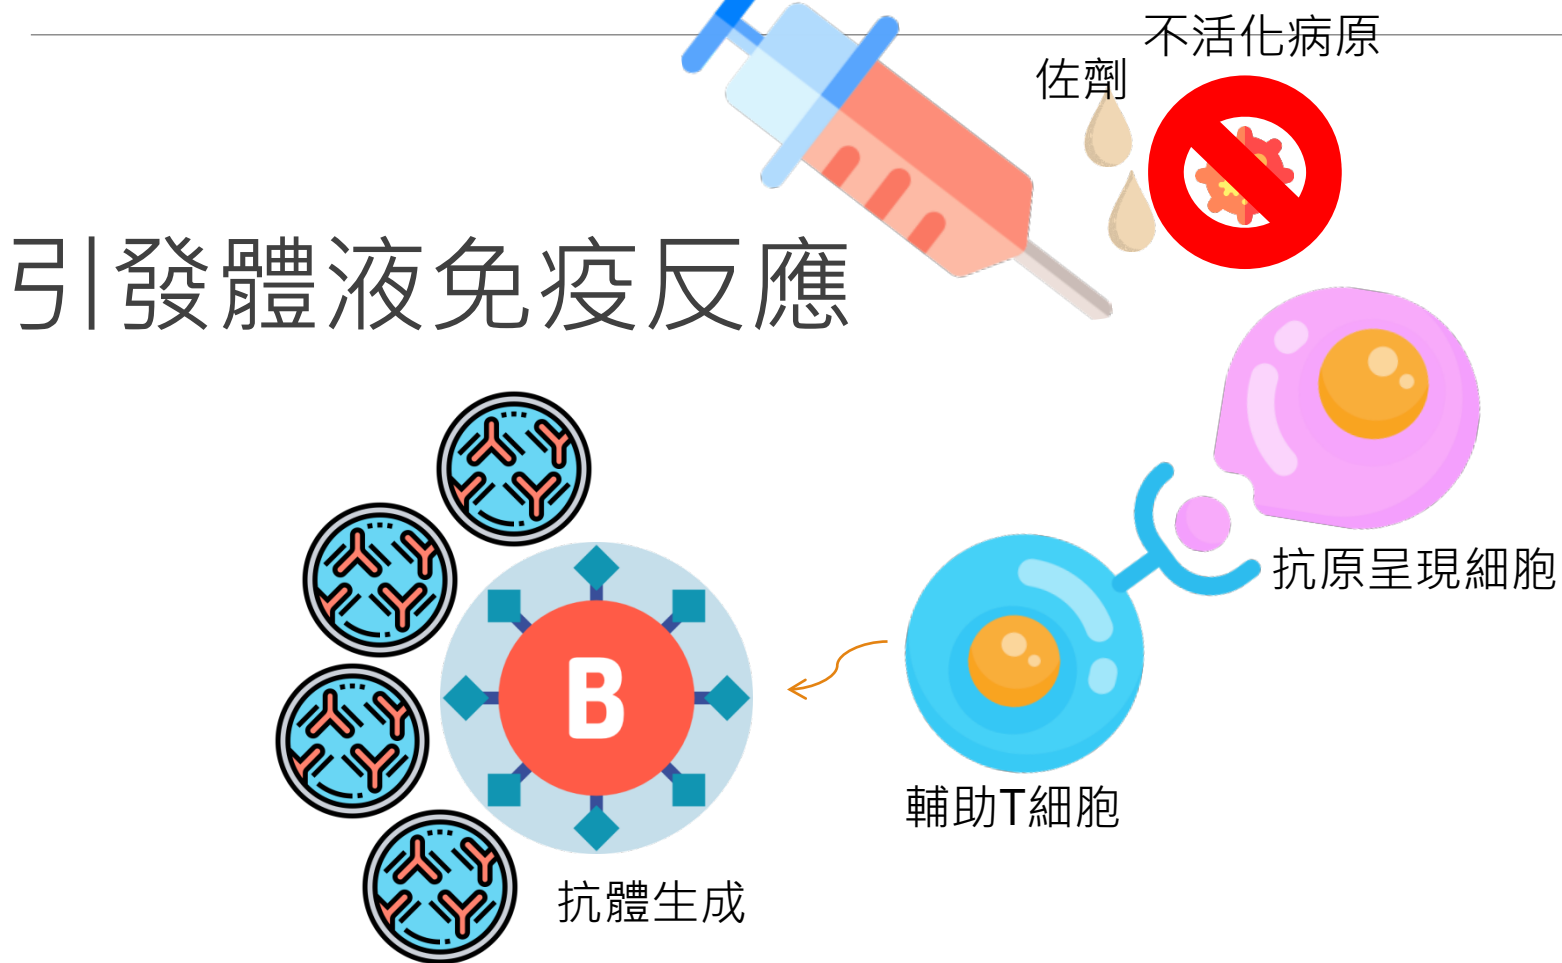 不活化病原
佐劑
引發體液免疫反應
抗原呈現細胞
B
輔助T細胞
抗體生成